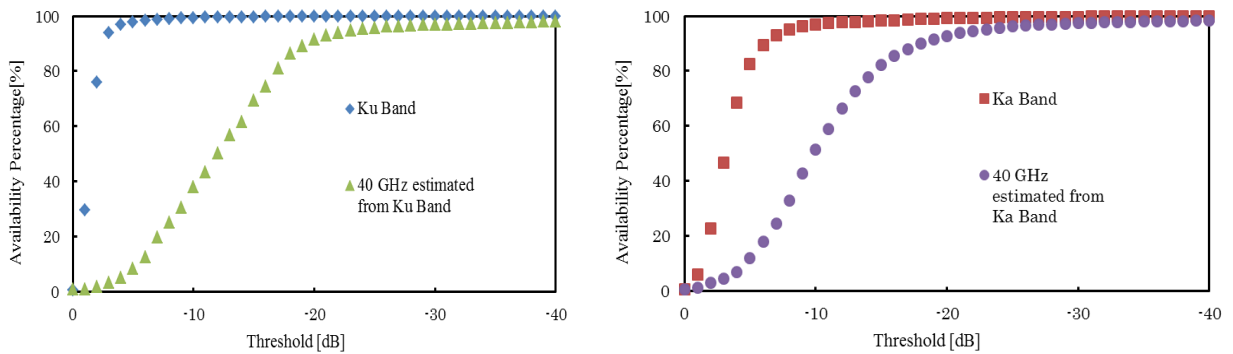 100
80
60
40
20
0
Availability Percentage[%]
0
-10
-20
-30
-40
Threshold [dB]
Ku Band
40 GHz estimated
from Ku Band
100
80
60
40
20
0
Availability Percentage[%]
0
-10
-20
-30
-40
Threshold [dB]
Ka Band
40 GHz
estimated from
Ka Band